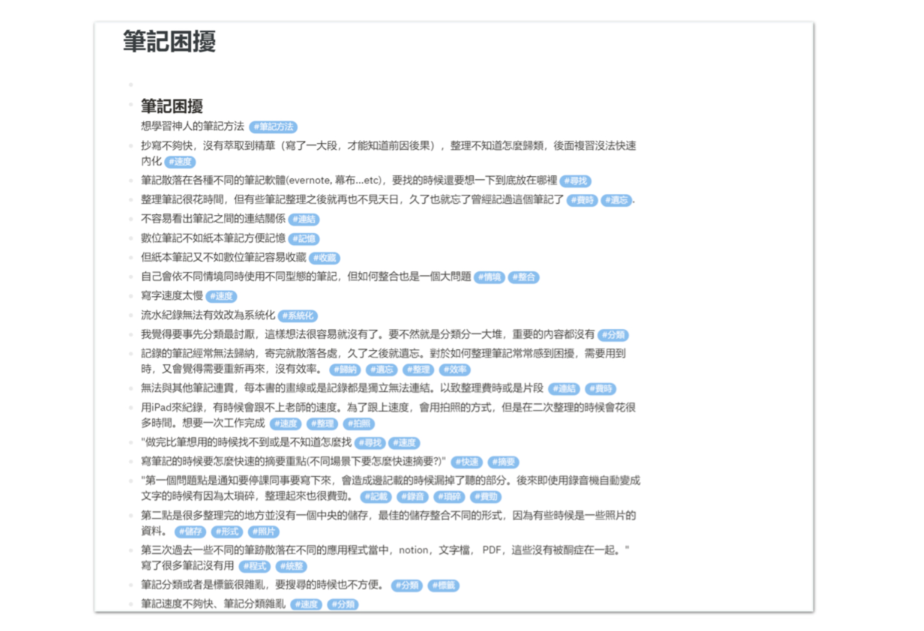 筆記困擾
筆記困擾
想學習神人的筆記方法 #筆記方法
抄寫不夠快，沒有萃取到精華（寫了一大段，才能知道前因後果），整理不知道怎麼歸類，後面複習沒法快速
內化 #速度
筆記散落在各種不同的筆記軟體(evernote, 幕布...etc)，要找的時候還要想一下到底放在哪裡 #尋找
整理筆記很花時間，但有些筆記整理之後就再也不見天日，久了也就忘了曾經記過這個筆記了 #費時 #遺忘.
不容易看出筆記之間的連結關係 #連結
數位筆記不如紙本筆記方便記憶 #記憶
但紙本筆記又不如數位筆記容易收藏 #收藏
自己會依不同情境同時使用不同型態的筆記，但如何整合也是一個大問題 #情境 #整合
寫字速度太慢 #速度
流水紀錄無法有效改為系統化 #系統化
我覺得要事先分類最討厭，這樣想法很容易就沒有了。要不然就是分類分一大堆，重要的內容都沒有 #分類
記錄的筆記經常無法歸納，寄完就散落各處，久了之後就遺忘。對於如何整理筆記常常感到困擾，需要用到
時，又會覺得需要重新再來，沒有效率。 #歸納 #遺忘 #整理 #效率
無法與其他筆記連貫，每本書的畫線或是記錄都是獨立無法連結。以致整理費時或是片段 #連結 #費時
用iPad來紀錄，有時候會跟不上老師的速度。為了跟上速度，會用拍照的方式，但是在二次整理的時候會花很
多時間。想要一次工作完成 #速度 #整理 #拍照
"做完比筆想用的時候找不到或是不知道怎麼找 #尋找 #速度
寫筆記的時候要怎麼快速的摘要重點(不同場景下要怎麼快速摘要?)" #快速 #摘要
"第一個問題點是通知要停課同事要寫下來，會造成邊記載的時候漏掉了聽的部分。後來即使用錄音機自動變成
文字的時候有因為太瑣碎，整理起來也很費勁。 #記載 #錄音 #瑣碎 #費勁
第二點是很多整理完的地方並沒有一個中央的儲存，最佳的儲存整合不同的形式，因為有些時候是一些照片的
資料。 #儲存 #形式 #照片
第三次過去一些不同的筆跡散落在不同的應用程式當中，notion，文字檔， PDF，這些沒有被酮症在一起。"
寫了很多筆記沒有用 #程式 #統整
筆記分類或者是標籤很雜亂，要搜尋的時候也不方便。 #分類 #標籤
筆記速度不夠快、筆記分類雜亂 #速度 #分類